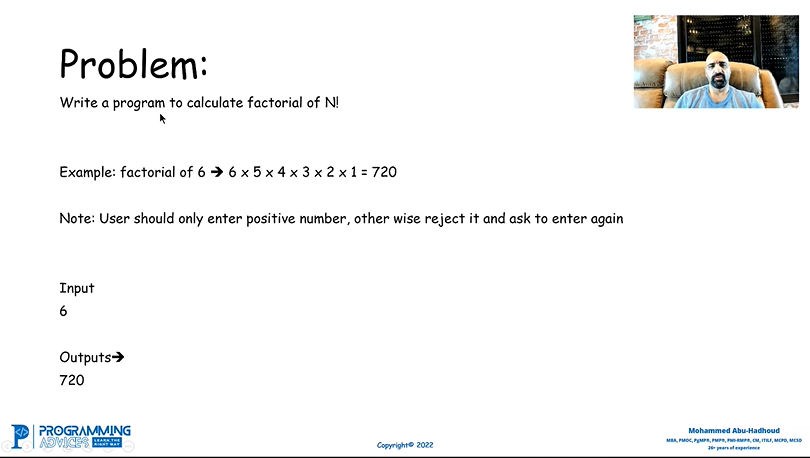 Problem:
Write a program to calculate factorial of N!
Example: factorial of 6 ➔ 6 x 5 x 4 x 3 x 2 x 1 = 720
Note: User should only enter positive number, other wise reject it and ask to enter again
Input
6
Outputs➔
720
PROGRAMMING
ADVICES LEARN THE RIGHT WAY
Copyright© 2022
Mohammed Abu-Hadhoud
MBA, PMOC, PgMP®, PMP®, PMI-RMP®, CM, ITILF, MCPD, MCSD
26+ years of experience